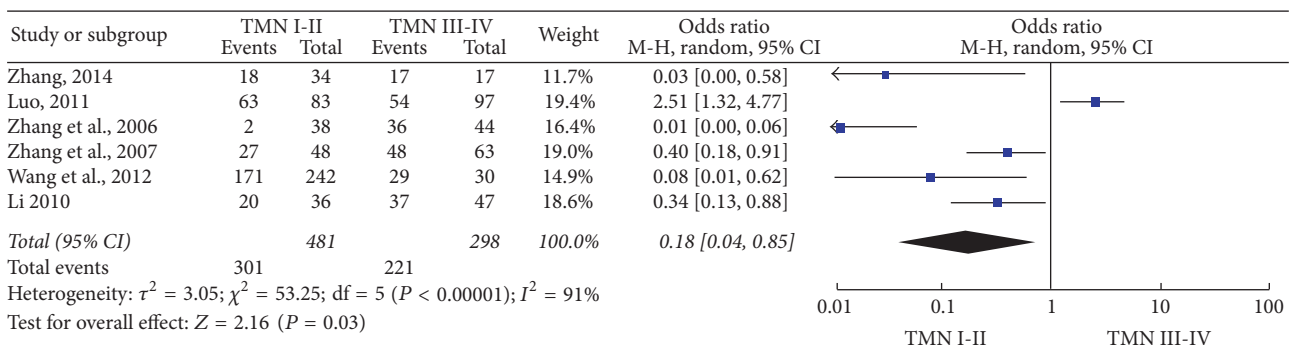 Study or subgroup TMN I-II TMN III-IV Weight Odds ratio Odds ratio
Events Total Events Total M-H, random, 95% CI M-H, random, 95% CI
Zhang, 2014 18 34 17 17 11.7% 0.03 [0.00, 0.58]
Luo, 2011 63 83 54 97 19.4% 2.51 [1.32, 4.77]
Zhang et al., 2006 2 38 36 44 16.4% 0.01 [0.00, 0.06]
Zhang et al., 2007 27 48 48 63 19.0% 0.40 [0.18, 0.91]
Wang et al., 2012 171 242 29 30 14.9% 0.08 [0.01, 0.62]
Li 2010 20 36 37 47 18.6% 0.34 [0.13, 0.88]
Total (95% CI) 481 298 100.0% 0.18 [0.04, 0.85]
Total events 301 221
Heterogeneity: τ² = 3.05; χ² = 53.25; df = 5 (P < 0.00001); I² = 91%
Test for overall effect: Z = 2.16 (P = 0.03)
0.01 0.1 1 10 100
TMN I-II TMN III-IV